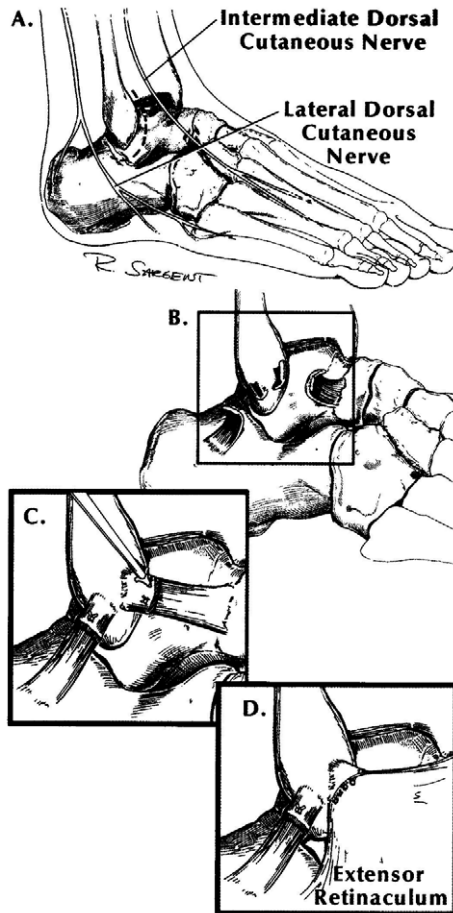 A.
Intermediate Dorsal
Cutaneous Nerve
Lateral Dorsal
Cutaneous
Nerve
R. SARGENT
B.
C.
D.
Extensor
Retinaculum